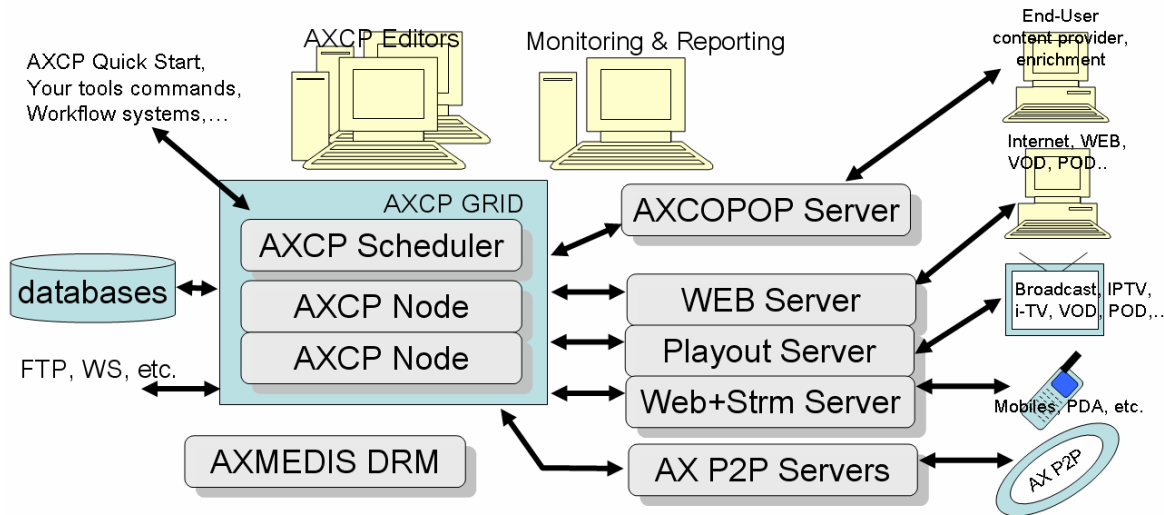 AXCP Quick Start,
Your tools commands,
Workflow systems,...
AXCP Editors
Monitoring & Reporting
End-User
content provider,
enrichment
Internet, WEB,
VOD, POD..
AXCP GRID
AXCP Scheduler
AXCP Node
AXCP Node
databases
FTP, WS, etc.
AXMEDIS DRM
AXCOPOP Server
WEB Server
Playout Server
Web+Strm Server
AX P2P Servers
Broadcast, IPTV,
i-TV, VOD, POD,..
Mobiles, PDA, etc.
AX P2P